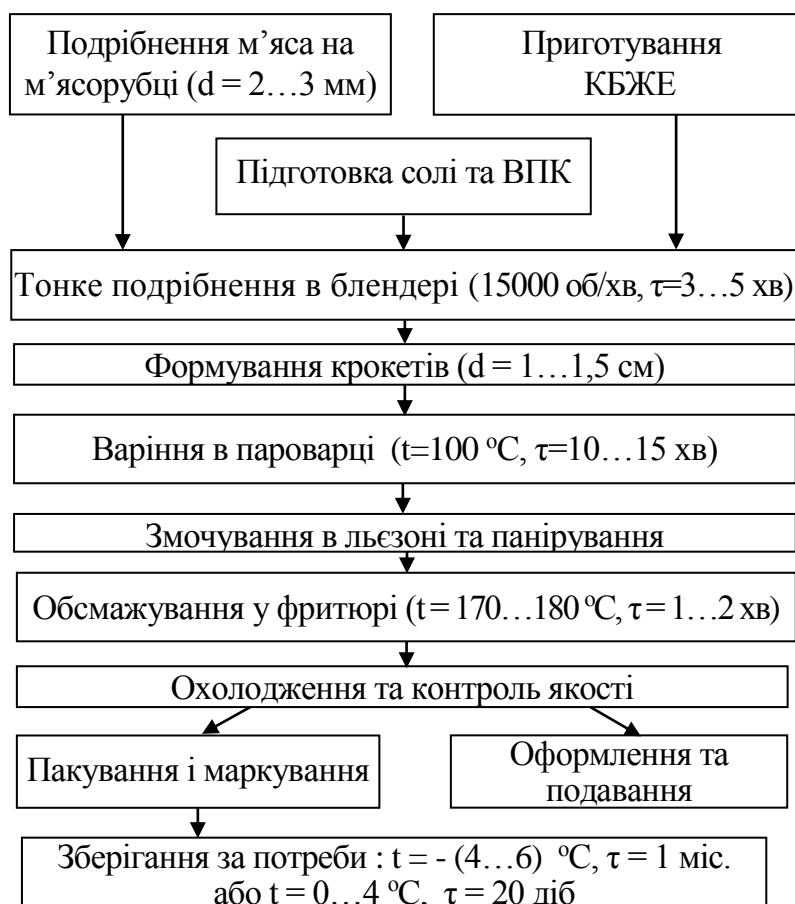 Подрібнення м’яса на
м’ясорубці (d = 2…3 мм)
Приготування
КБЖЕ
Підготовка солі та ВПК
Тонке подрібнення в блендері (15000 об/хв, τ=3…5 хв)
Формування крокетів (d = 1…1,5 см)
Варіння в пароварці (t=100 ºС, τ=10…15 хв)
Змочування в льєзоні та панірування
Обсмажування у фритюрі (t = 170…180 ºС, τ = 1…2 хв)
Охолодження та контроль якості
Пакування і маркування
Оформлення та
подавання
Зберігання за потреби : t = - (4…6) ºС, τ = 1 міс.
або t = 0…4 ºС, τ = 20 діб